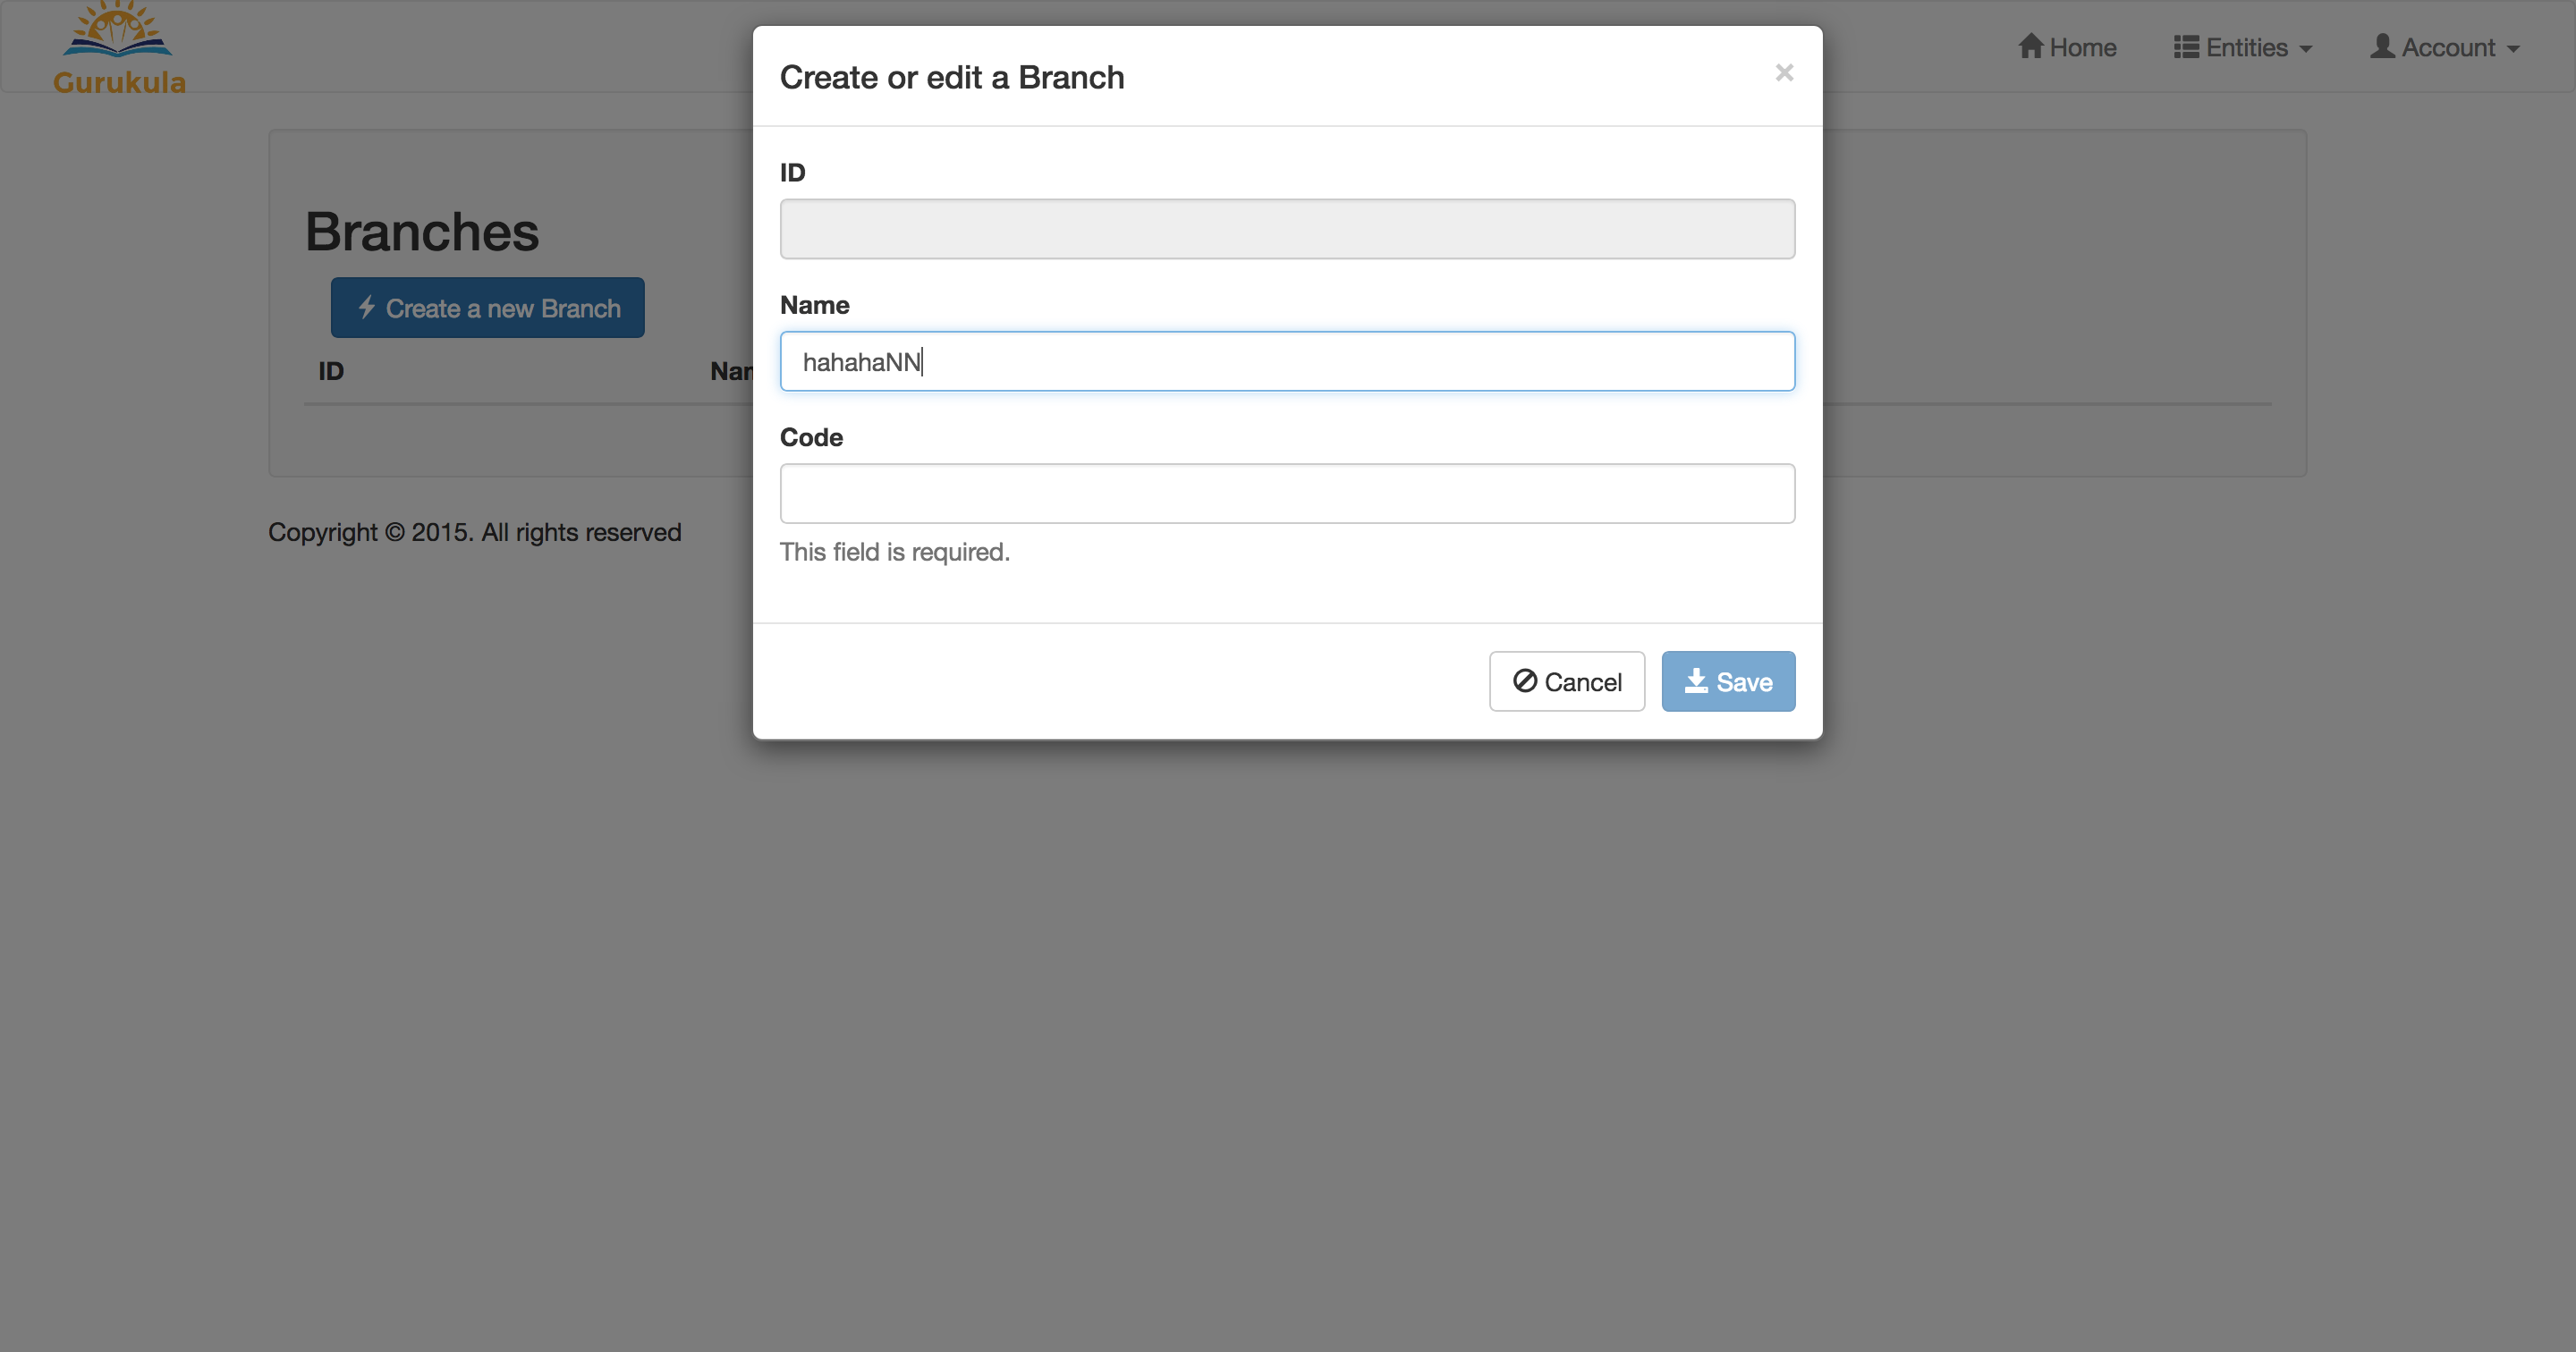 Gurukula
Home
Entities
Account
Create or edit a Branch
×
ID
Name
hahahaNN
Code
This field is required.
Cancel
Save
Branches
Create a new Branch
ID
Copyright © 2015. All rights reserved